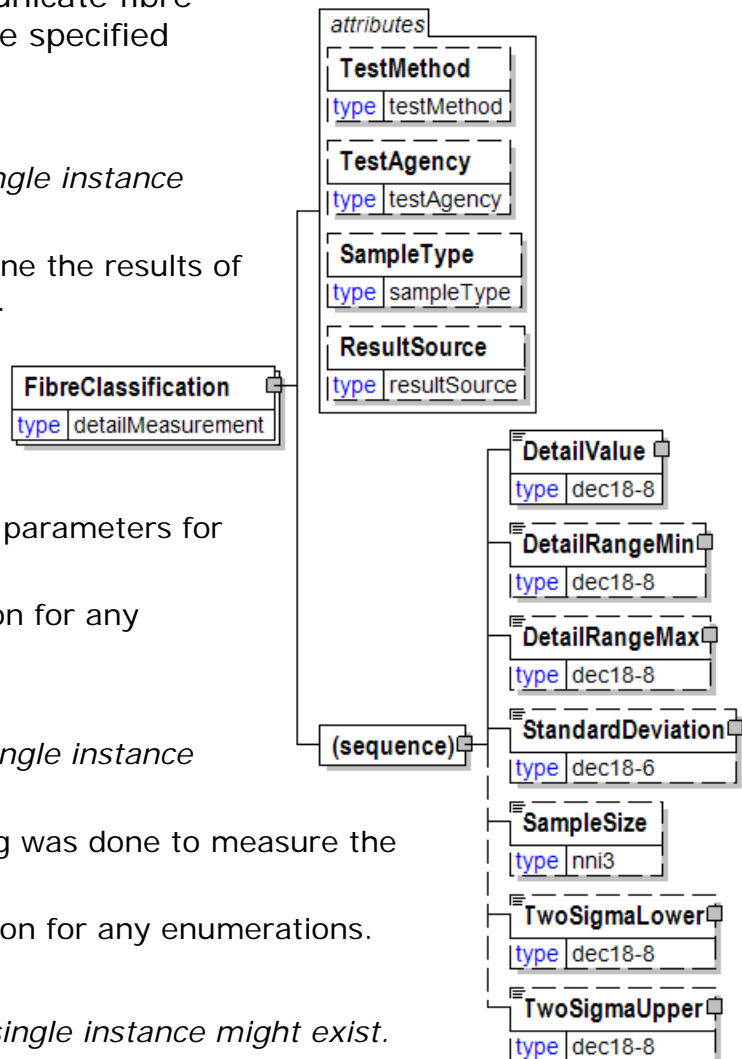 unicate fibre
e specified
ngle instance
ne the results of
.
parameters for
on for any
ngle instance
g was done to measure the
on for any enumerations.
single instance might exist.
FibreClassification
type detailMeasurement
attributes
TestMethod
type testMethod
TestAgency
type testAgency
SampleType
type sampleType
ResultSource
type resultSource
(sequence)
DetailValue
type dec18-8
DetailRangeMin
type dec18-8
DetailRangeMax
type dec18-8
StandardDeviation
type dec18-6
SampleSize
type nni3
TwoSigmaLower
type dec18-8
TwoSigmaUpper
type dec18-8